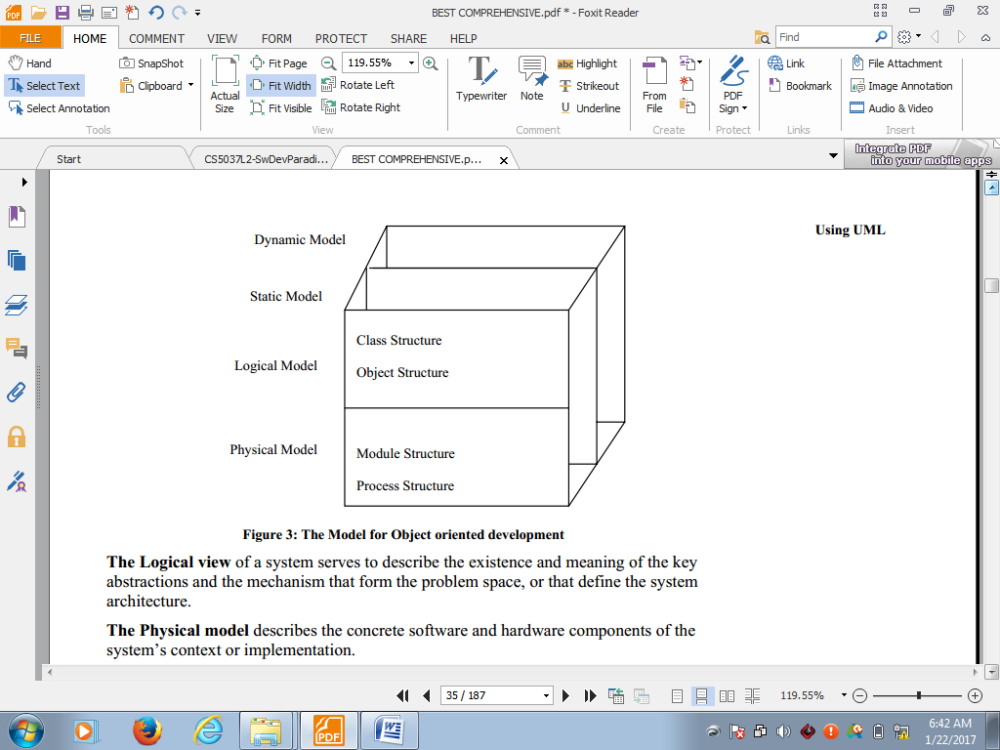 BEST COMPREHENSIVE.pdf * - Foxit Reader
FILE HOME COMMENT VIEW FORM PROTECT SHARE HELP Find
Hand SnapShot Fit Page 119.55% Highlight File Attachment
Select Text Clipboard Fit Width Rotate Left Strikeout Link Image Annotation
Select Annotation Actual Size Fit Visible Rotate Right Typewriter Note Underline From File PDF Sign Bookmark Audio & Video
Tools View Comment Create Protect Links Insert
Start CS5037L2-SwDevParadi... BEST COMPREHENSIVE.p... Integrate PDF
into your mobile apps
Using UML
Dynamic Model
Static Model
Class Structure
Logical Model
Object Structure
Physical Model
Module Structure
Process Structure
Figure 3: The Model for Object oriented development
The Logical view of a system serves to describe the existence and meaning of the key
abstractions and the mechanism that form the problem space, or that define the system
architecture.
The Physical model describes the concrete software and hardware components of the
system's context or implementation.
35 / 187 119.55%
6:42 AM
1/22/2017